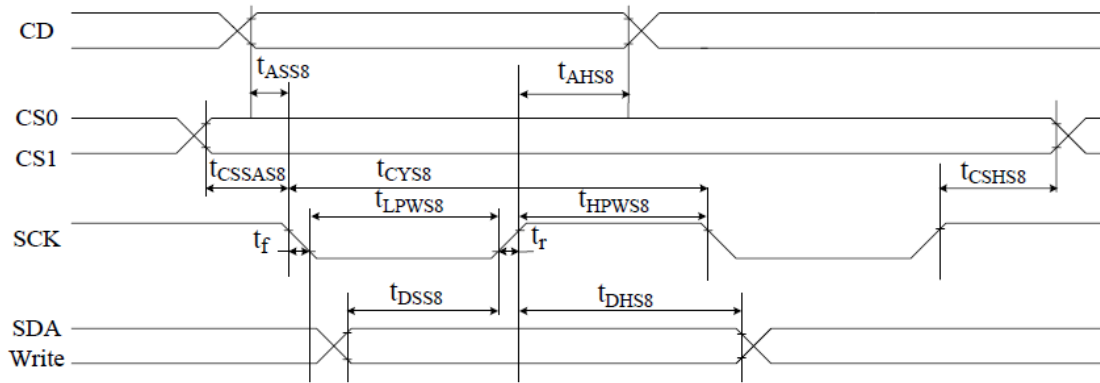 CD
tASS8
tAHS8
CS0
CS1
tCSSAS8
tCYS8
tCSHS8
tLPWS8
tHPWS8
SCK
tf
tr
tDSS8
tDHS8
SDA
Write